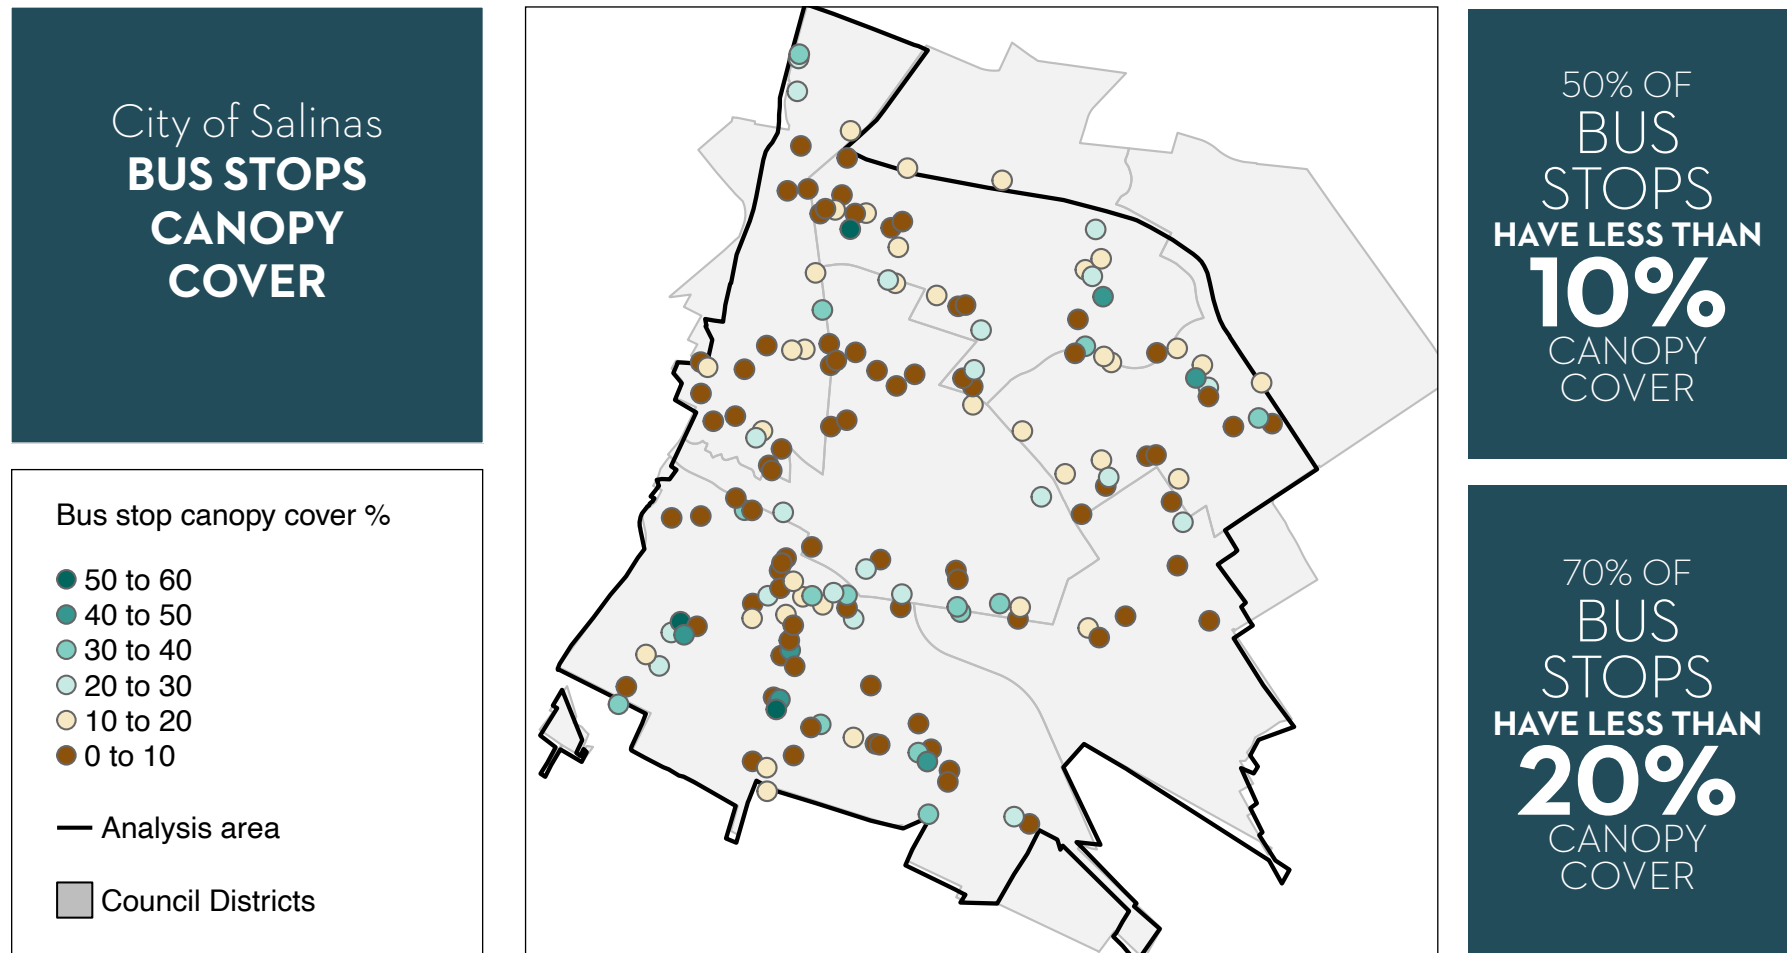 City of Salinas
BUS STOPS
CANOPY
COVER
Bus stop canopy cover %
50 to 60
40 to 50
30 to 40
20 to 30
10 to 20
0 to 10
Analysis area
Council Districts
50% OF
BUS
STOPS
HAVE LESS THAN
10%
CANOPY
COVER
70% OF
BUS
STOPS
HAVE LESS THAN
20%
CANOPY
COVER